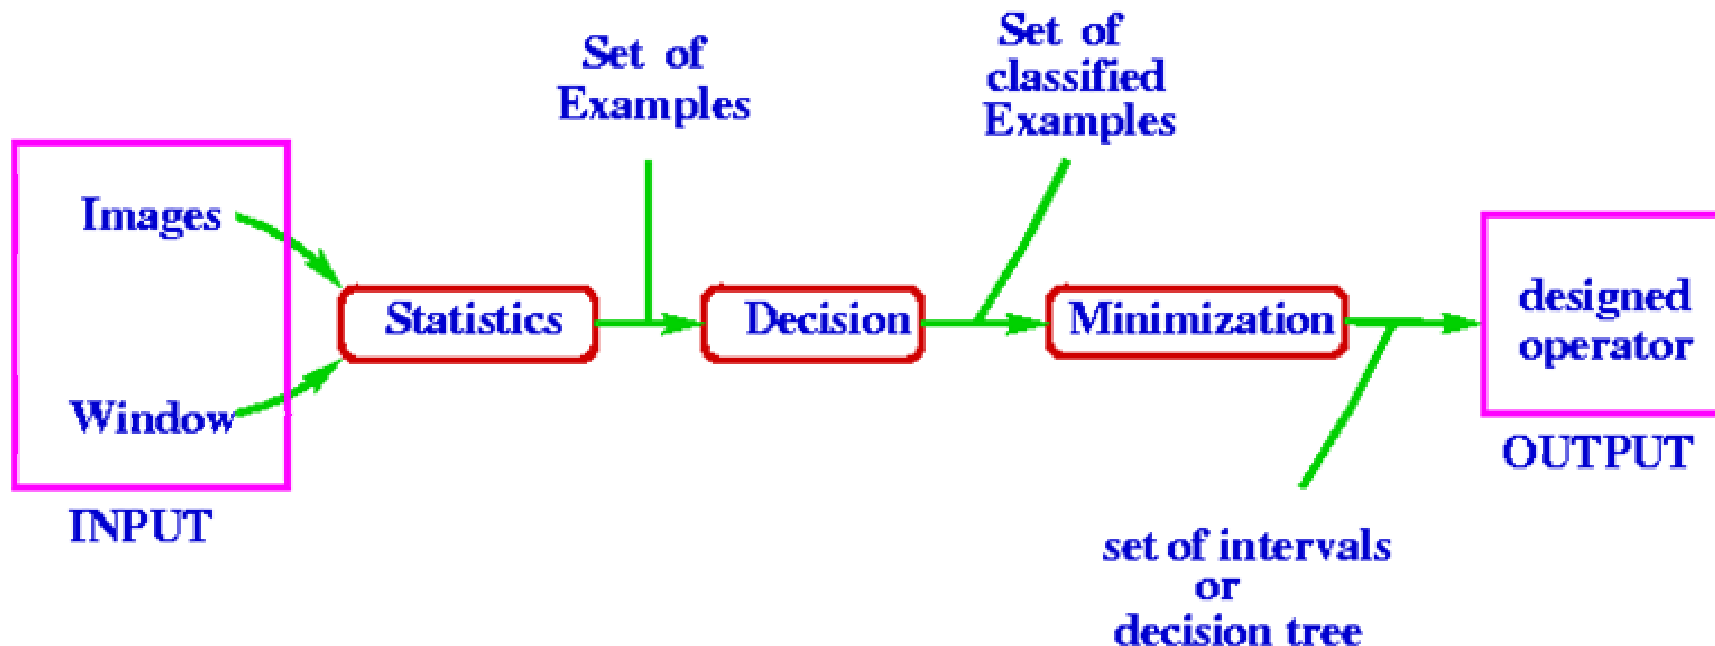 Set of
Examples
Set of
classified
Examples
Images
Window
INPUT
Statistics
Decision
Minimization
designed
operator
OUTPUT
set of intervals
or
decision tree